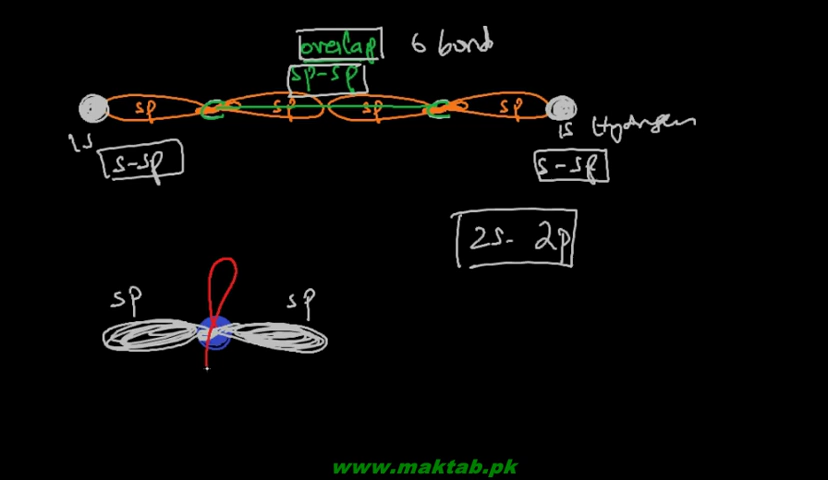 overlap 6 bond
sp-sp
sp sp sp sp
1s 1s Hydrogen
s-sp s-sp
2s- 2p
sp sp
www.maktab.pk